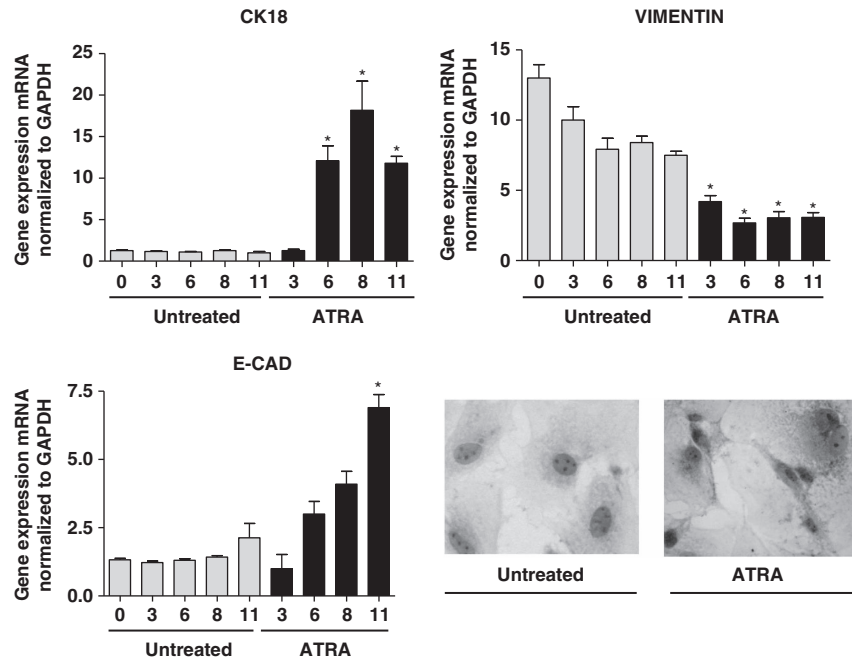 CK18
Gene expression mRNA
normalized to GAPDH
25
20
15
10
5
0
*
*
*
0 3 6 8 11 3 6 8 11
Untreated ATRA
VIMENTIN
Gene expression mRNA
normalized to GAPDH
15
10
5
0
*
*
*
*
0 3 6 8 11 3 6 8 11
Untreated ATRA
E-CAD
Gene expression mRNA
normalized to GAPDH
7.5
5.0
2.5
0.0
*
0 3 6 8 11 3 6 8 11
Untreated ATRA
Untreated ATRA